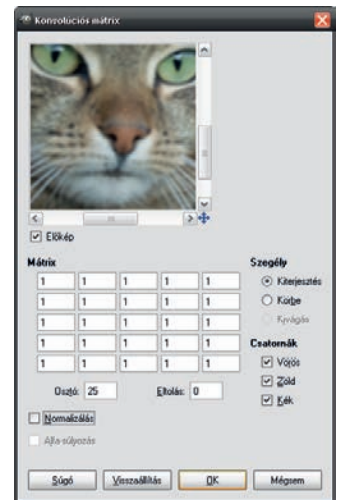 Konvolúciós mátrix
Előkép
Mátrix
1 1 1 1 1
1 1 1 1 1
1 1 1 1 1
1 1 1 1 1
1 1 1 1 1
Osztó: 25 Eltolás: 0
Normalizálás
Alfa-súlyozás
Szegély
Kiterjesztés
Körbe
Kivágás
Csatornák
Vörös
Zöld
Kék
Súgó Visszaállítás OK Mégsem